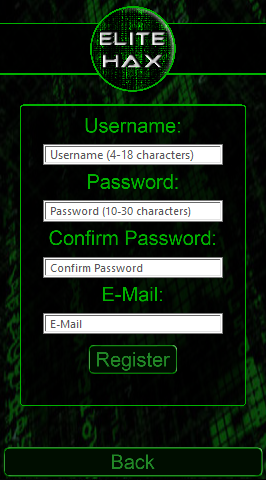 ELITE
HAX
Username:
Username (4-18 characters)
Password:
Password (10-30 characters)
Confirm Password:
Confirm Password
E-Mail:
E-Mail
Register
Back